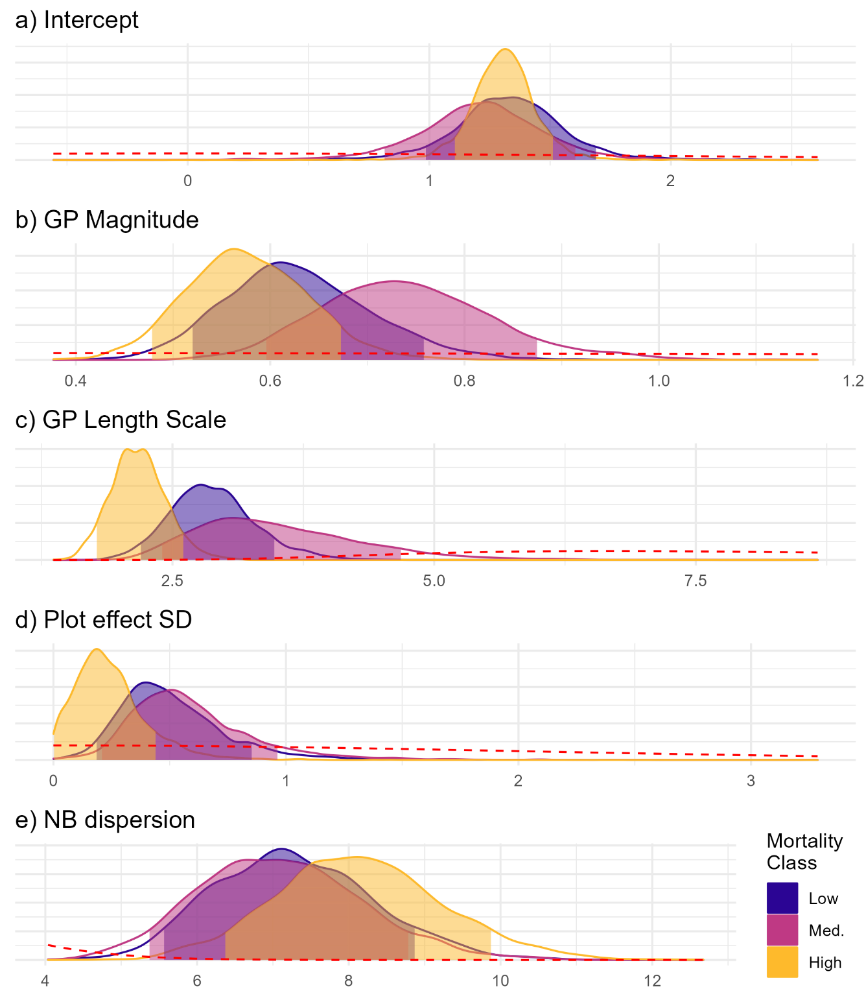 a) Intercept
0 1 2
b) GP Magnitude
0.4 0.6 0.8 1.0 1.2
c) GP Length Scale
2.5 5.0 7.5
d) Plot effect SD
0 1 2 3
e) NB dispersion
4 6 8 10 12
Mortality
Class
Low
Med.
High